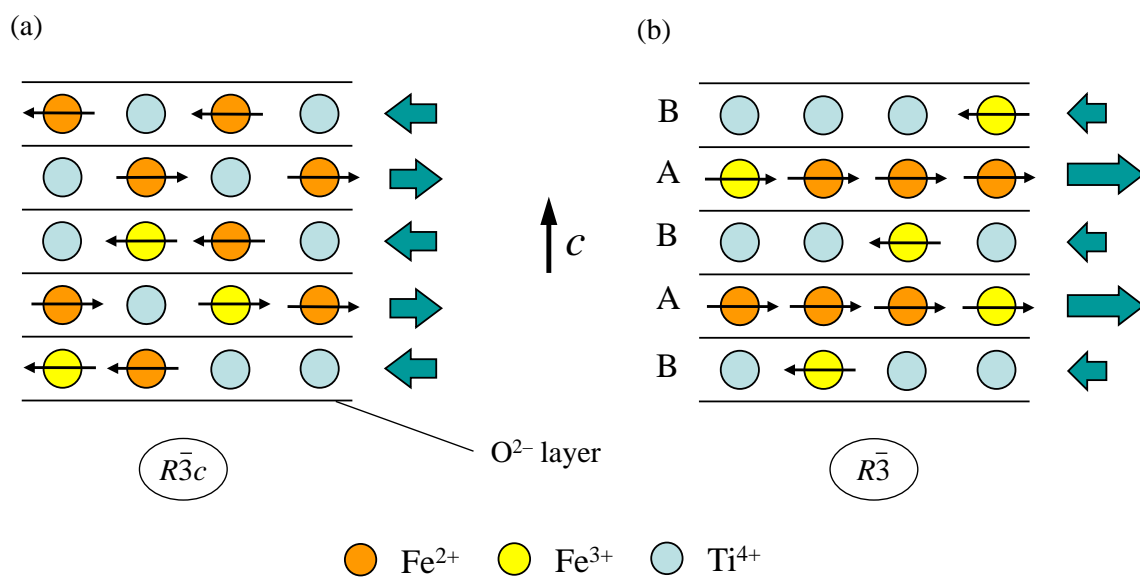 (a)
(b)
B
A
B
A
B
c
O²⁻ layer
R3̅c
R3̅
Fe²⁺
Fe³⁺
Ti⁴⁺